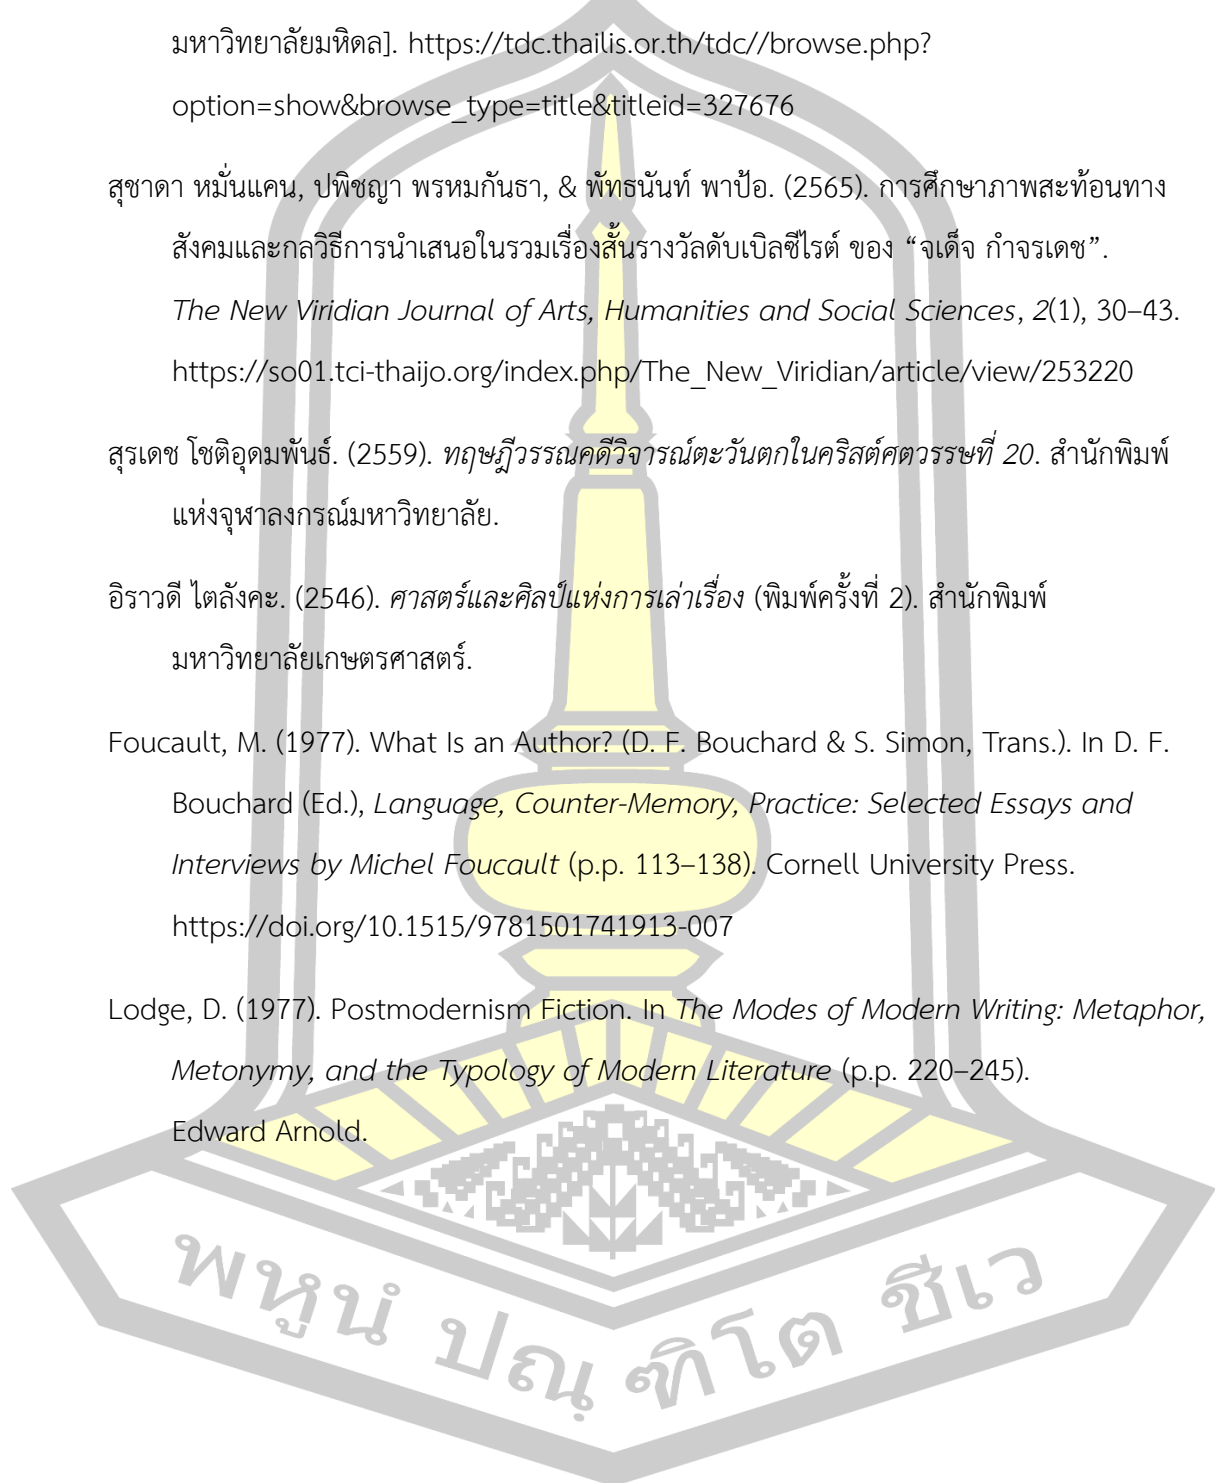 มหาวิทยาลัยมหิดล]. https://tdc.thailis.or.th/tdc//browse.php?
option=show&browse_type=title&titleid=327676
สุชาดา หมั่นแคน, ปพิชญา พรหมกันธา, & พัทธนันท์ พาป้อ. (2565). การศึกษาภาพสะท้อนทาง
สังคมและกลวิธีการนำเสนอในรวมเรื่องสั้นรางวัลดับเบิลซีไรต์ ของ “จเด็จ กำจรเดช”.
The New Viridian Journal of Arts, Humanities and Social Sciences, 2(1), 30–43.
https://so01.tci-thaijo.org/index.php/The_New_Viridian/article/view/253220
สุรเดช โชติอุดมพันธ์. (2559). ทฤษฎีวรรณคดีวิจารณ์ตะวันตกในคริสต์ศตวรรษที่ 20. สำนักพิมพ์
แห่งจุฬาลงกรณ์มหาวิทยาลัย.
อิราวดี ไตลังคะ. (2546). ศาสตร์และศิลป์แห่งการเล่าเรื่อง (พิมพ์ครั้งที่ 2). สำนักพิมพ์
มหาวิทยาลัยเกษตรศาสตร์.
Foucault, M. (1977). What Is an Author? (D. F. Bouchard & S. Simon, Trans.). In D. F.
Bouchard (Ed.), Language, Counter-Memory, Practice: Selected Essays and
Interviews by Michel Foucault (p.p. 113–138). Cornell University Press.
https://doi.org/10.1515/9781501741913-007
Lodge, D. (1977). Postmodernism Fiction. In The Modes of Modern Writing: Metaphor,
Metonymy, and the Typology of Modern Literature (p.p. 220–245).
Edward Arnold.
พหูนํ ปณฺฑิโต ชีเว